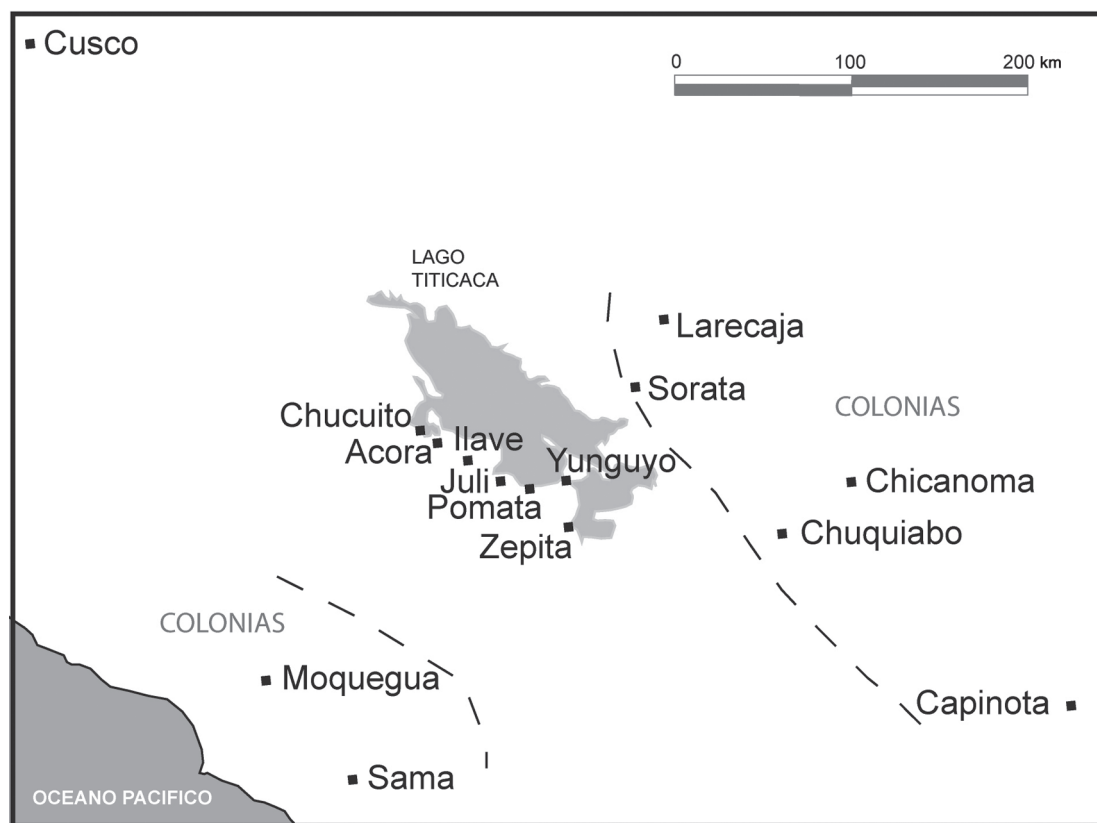 Cusco
0 100 200 km
LAGO
TITICACA
Larecaja
Sorata
COLONIAS
Chucuito
Acora
Ilave
Yunguyo
Juli
Pomata
Zepita
Chicanoma
Chuquiabo
COLONIAS
Moquegua
Capinota
Sama
OCEANO PACIFICO